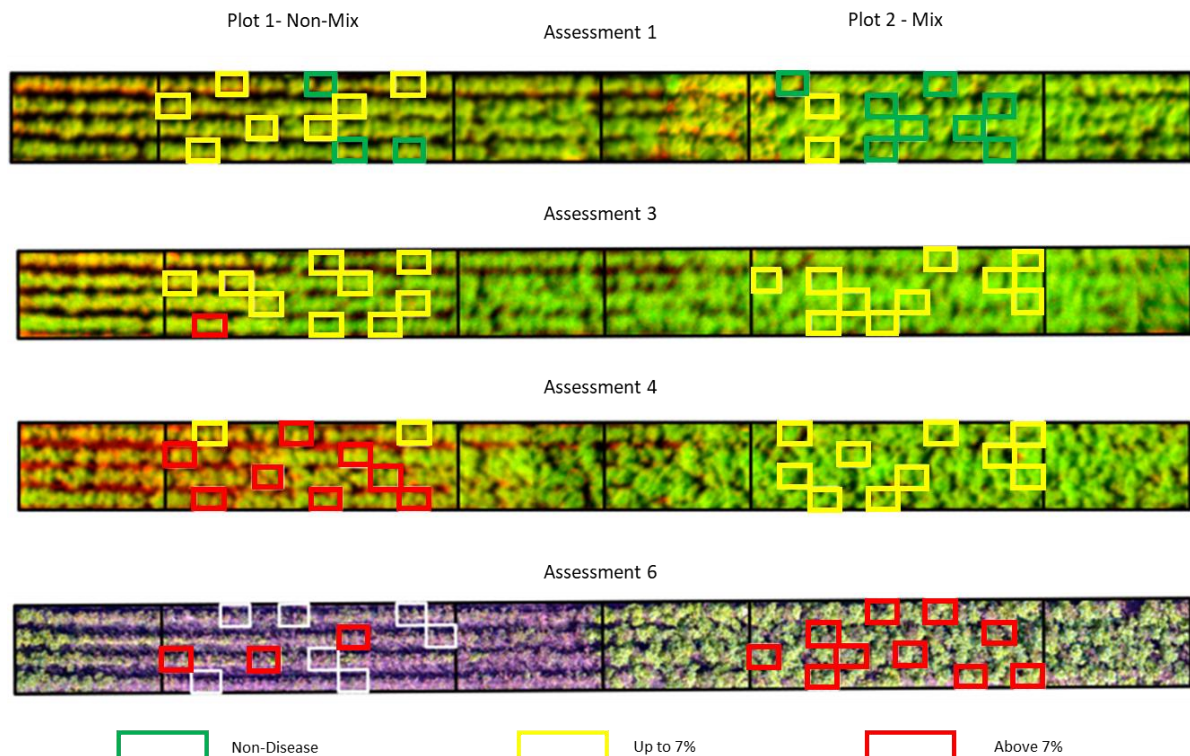 Plot 1- Non-Mix
Plot 2 - Mix
Assessment 1
Assessment 3
Assessment 4
Assessment 6
Non-Disease
Up to 7%
Above 7%